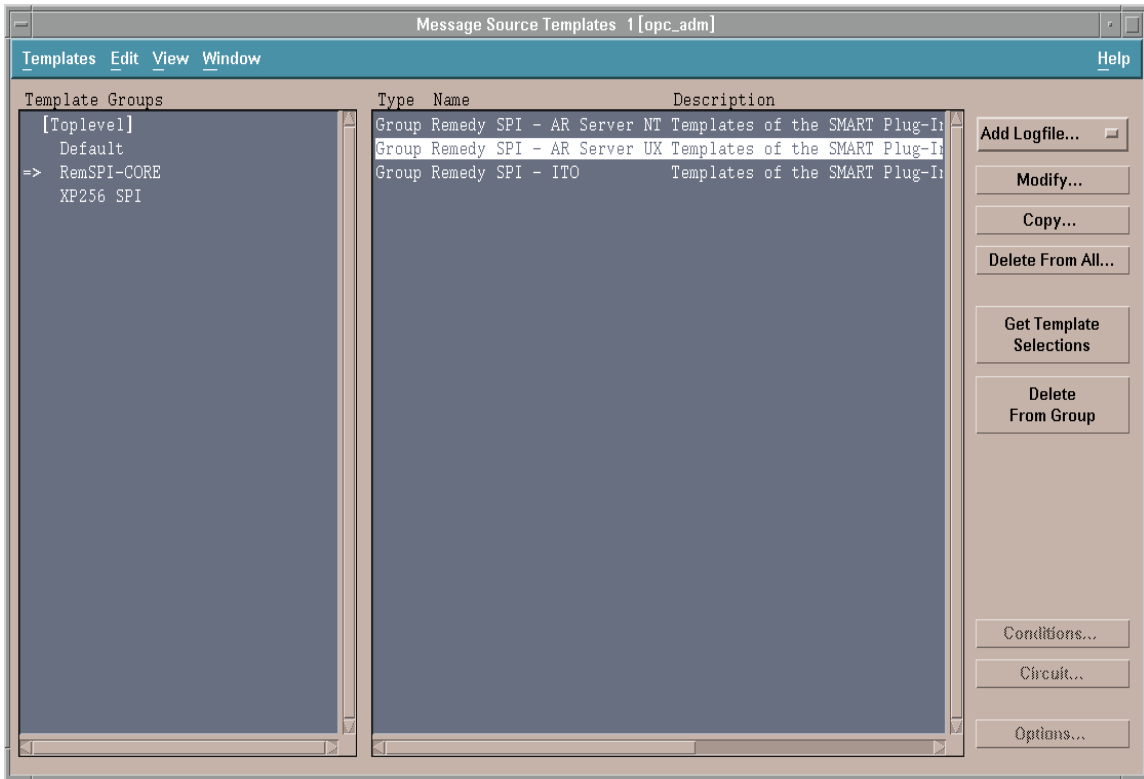 Message Source Templates 1 [opc_adm]
Templates Edit View Window Help
Template Groups
[Toplevel]
Default
=> RemSPI-CORE
XP256 SPI
Type Name Description
Group Remedy SPI - AR Server NT Templates of the SMART Plug-In
Group Remedy SPI - AR Server UX Templates of the SMART Plug-In
Group Remedy SPI - ITO Templates of the SMART Plug-In
Add Logfile...
Modify...
Copy...
Delete From All...
Get Template
Selections
Delete
From Group
Conditions...
Circuit...
Options...